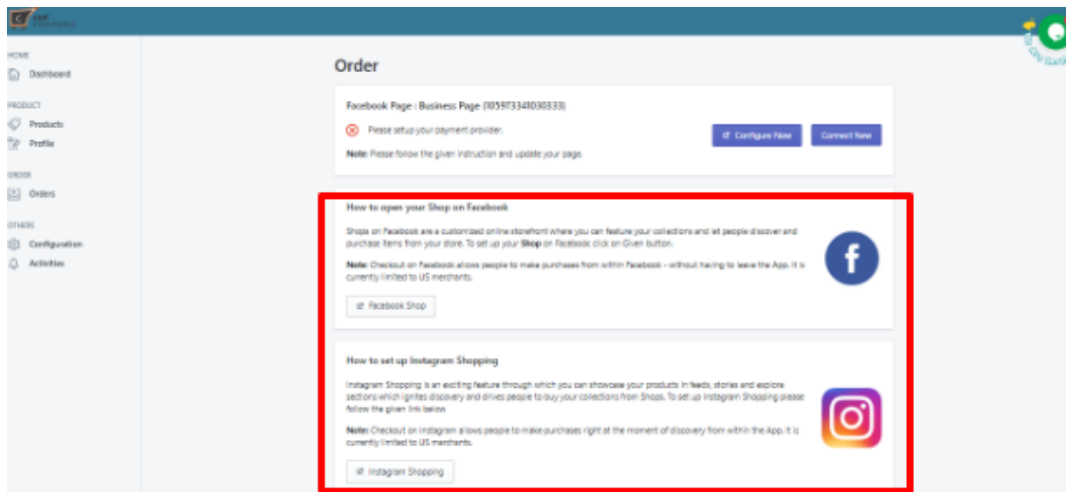 HOME
Dashboard
PRODUCT
Products
Profile
ORDER
Orders
OTHERS
Configuration
Activities
Order
Facebook Page : Business Page (105973341030333)
Please setup your payment provider.
Configure Now
Connect New
Note: Please follow the given instruction and update your page.
How to open your Shop on Facebook
Shops on Facebook are a customized online storefront where you can feature your collections and let people discover and
purchase items from your store. To set up your Shop on Facebook click on Given button.
Note: Checkout on Facebook allows people to make purchases from within Facebook - without having to leave the App. It is
currently limited to US merchants.
Facebook Shop
How to set up Instagram Shopping
Instagram Shopping is an exciting feature through which you can showcase your products in feeds, stories and explore
sections which ignites discovery and drives people to buy your collections from Shops. To set up Instagram Shopping please
follow the given link below
Note: Checkout on Instagram allows people to make purchases right at the moment of discovery from within the App. It is
currently limited to US merchants.
Instagram Shopping